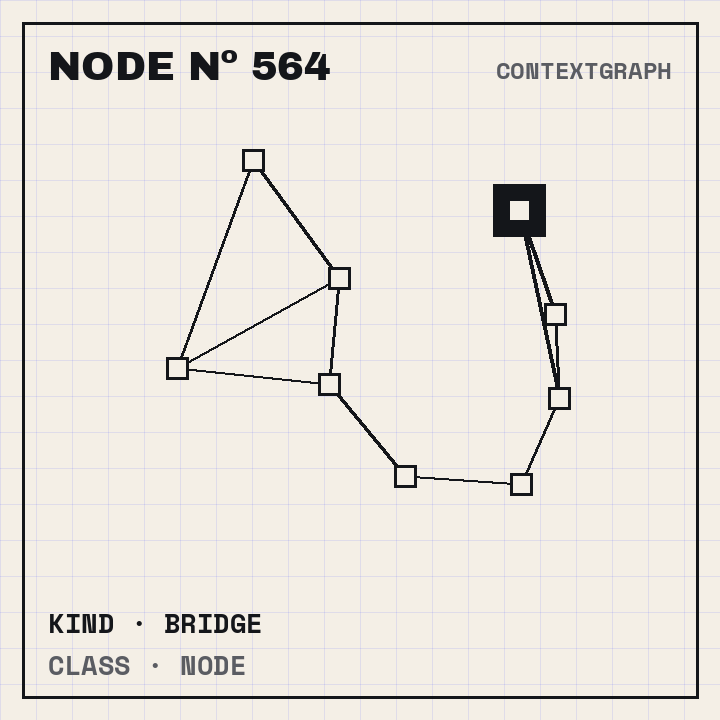 NODE Nº 564
CONTEXTGRAPH
KIND · BRIDGE
CLASS · NODE